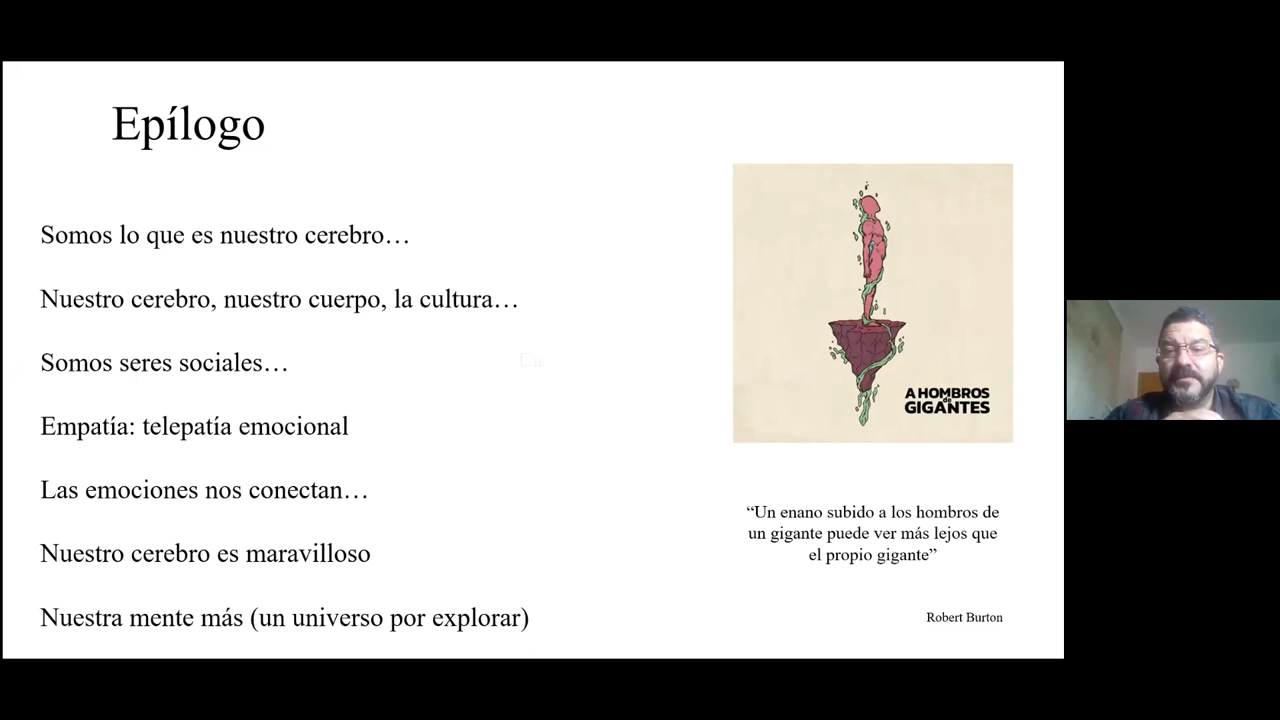 Epílogo
Somos lo que es nuestro cerebro…
Nuestro cerebro, nuestro cuerpo, la cultura…
Somos seres sociales…
Empatía: telepatía emocional
Las emociones nos conectan…
Nuestro cerebro es maravilloso
Nuestra mente más (un universo por explorar)
A HOMBROS
de
GIGANTES
“Un enano subido a los hombros de
un gigante puede ver más lejos que
el propio gigante”
Robert Burton